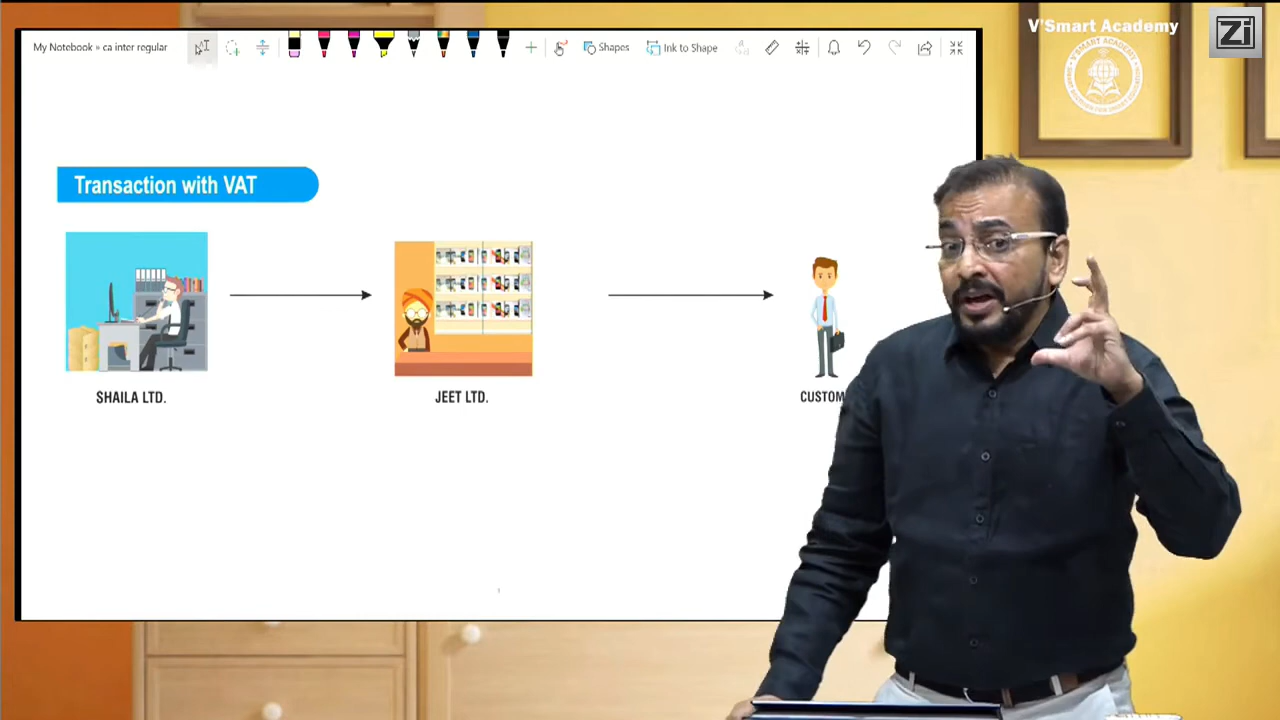 V'Smart Academy
Zi
My Notebook » ca inter regular
Shapes
Ink to Shape
Transaction with VAT
SHAILA LTD.
JEET LTD.
CUSTOM